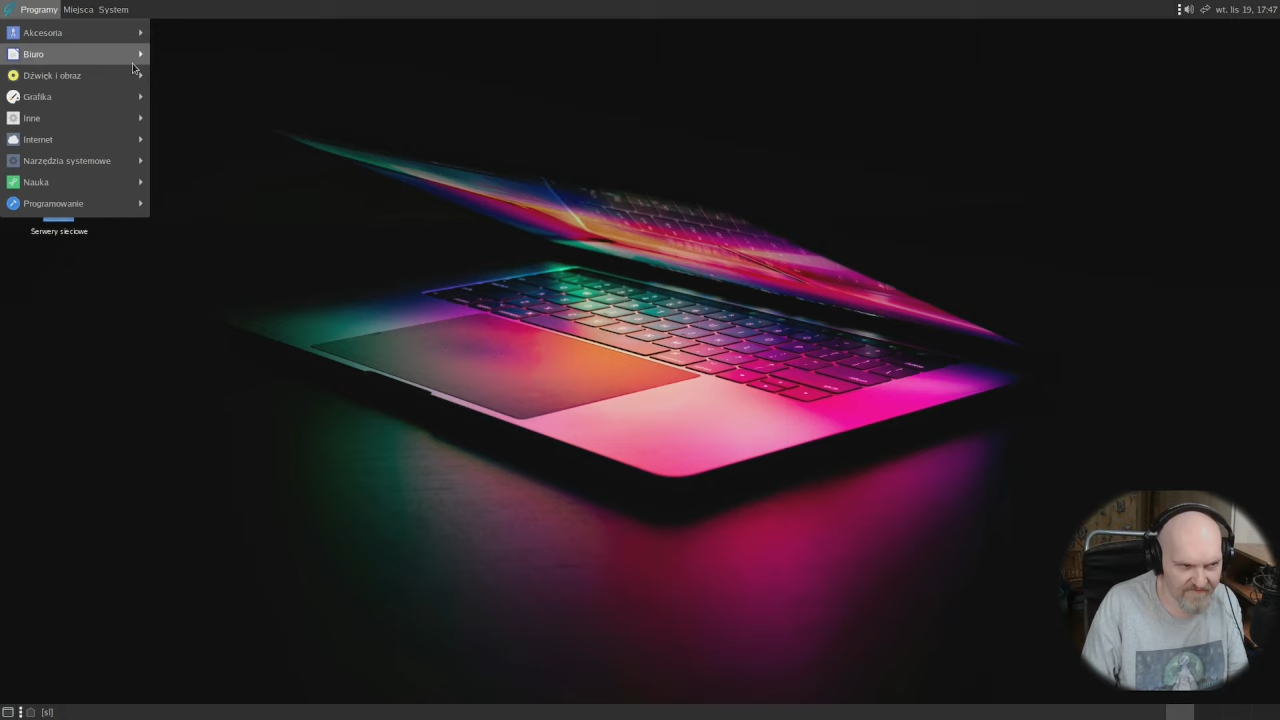 Programy Miejsca System
wt. lis 19, 17:47
Akcesoria
Biuro
Dźwięk i obraz
Grafika
Inne
Internet
Narzędzia systemowe
Nauka
Programowanie
Serwery sieciowe
[sl]